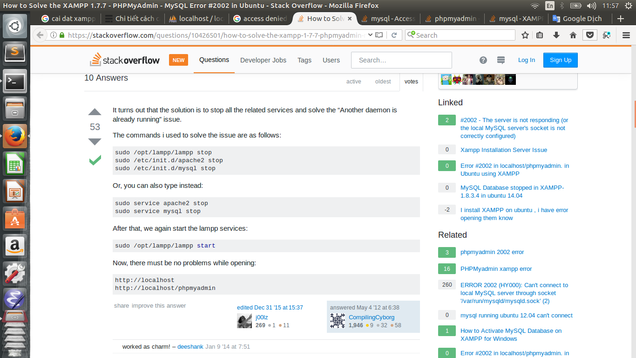 How to Solve the XAMPP 1.7.7 - PHPMyAdmin - MySQL Error #2002 in Ubuntu - Stack Overflow - Mozilla Firefox
En
11:57
cai dat xampp
Chi tiết cách c
localhost / loc
access denied
How to Solv
mysql - Access
phpmyadmin
mysql - XAMPP
Google Dịch
https://stackoverflow.com/questions/10426501/how-to-solve-the-xampp-1-7-7-phpmyadmin-
Search
stackoverflow
NEW
Questions
Developer Jobs
Tags
Users
Search...
Log In
Sign Up
10 Answers
active
oldest
votes
53
It turns out that the solution is to stop all the related services and solve the "Another daemon is
already running" issue.
The commands i used to solve the issue are as follows:
sudo /opt/lampp/lampp stop
sudo /etc/init.d/apache2 stop
sudo /etc/init.d/mysql stop
Or, you can also type instead:
sudo service apache2 stop
sudo service mysql stop
After that, we again start the lampp services:
sudo /opt/lampp/lampp start
Now, there must be no problems while opening:
http://localhost
http://localhost/phpmyadmin
share improve this answer
edited Dec 31 '15 at 15:37
j00lz
269 1 11
answered May 4 '12 at 6:38
CompilingCyborg
1,946 9 32 58
worked as charm! – deeshank Jan 9 '14 at 7:51
Linked
2 #2002 - The server is not responding (or
the local MySQL server's socket is not
correctly configured)
0 Xampp Installation Server Issue
0 Error #2002 in localhost/phpmyadmin. in
Ubuntu using XAMPP
0 MySQL Database stopped in XAMPP-
1.8.3.4 in ubuntu 14.04
-2 I install XAMPP on ubuntu , i have error
opening them know
Related
3 phpmyadmin 2002 error
16 PHPMyadmin xampp error
260 ERROR 2002 (HY000): Can't connect to
local MySQL server through socket
'/var/run/mysqld/mysqld.sock' (2)
0 mysql running ubuntu 12.04 can't connect
1 How to Activate MySQL Database on
XAMPP for Windows
0 Error #2002 in localhost/phpmyadmin. in